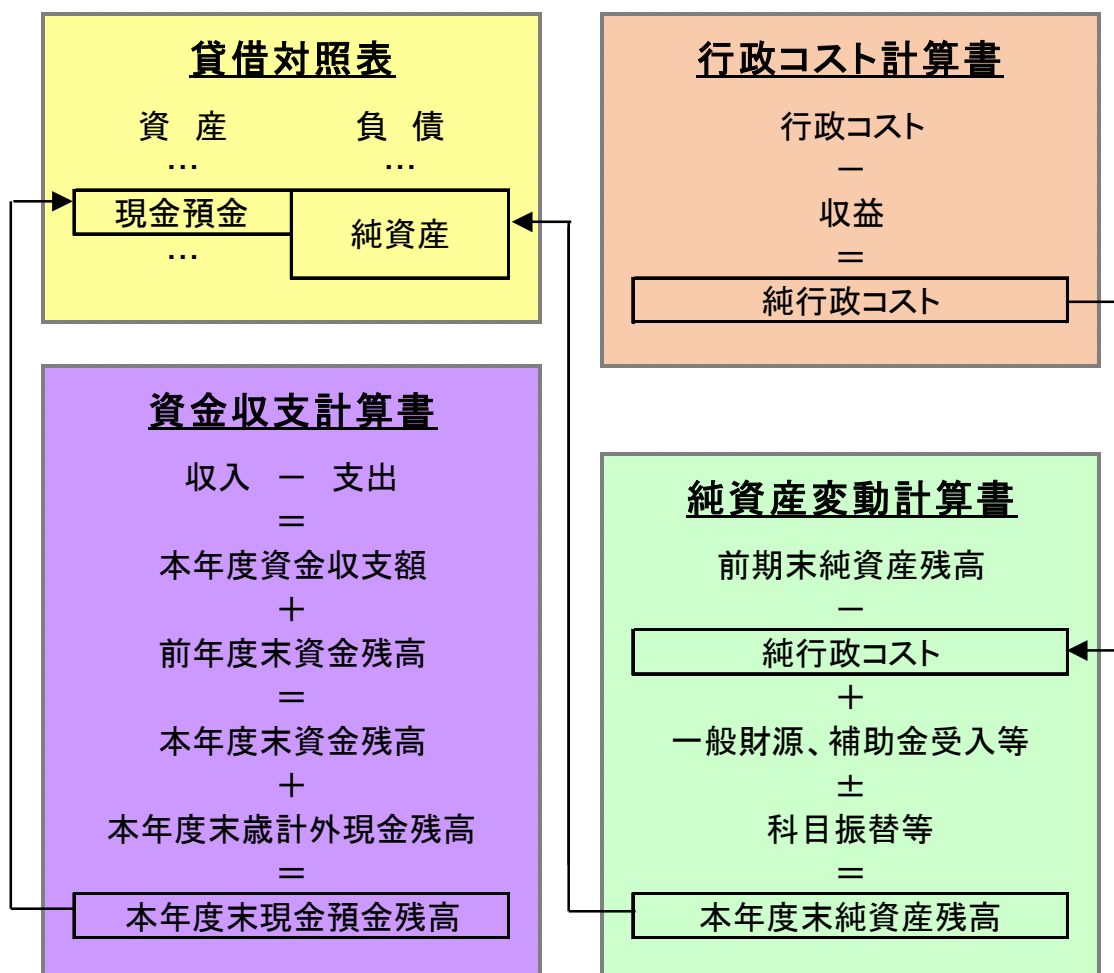 貸借対照表
資 産 負 債
… …
現金預金 純資産
…
行政コスト計算書
行政コスト
－
収益
＝
純行政コスト
資金収支計算書
収入 － 支出
＝
本年度資金収支額
＋
前年度末資金残高
＝
本年度末資金残高
＋
本年度末歳計外現金残高
＝
本年度末現金預金残高
純資産変動計算書
前期末純資産残高
－
純行政コスト
＋
一般財源、補助金受入等
±
科目振替等
＝
本年度末純資産残高